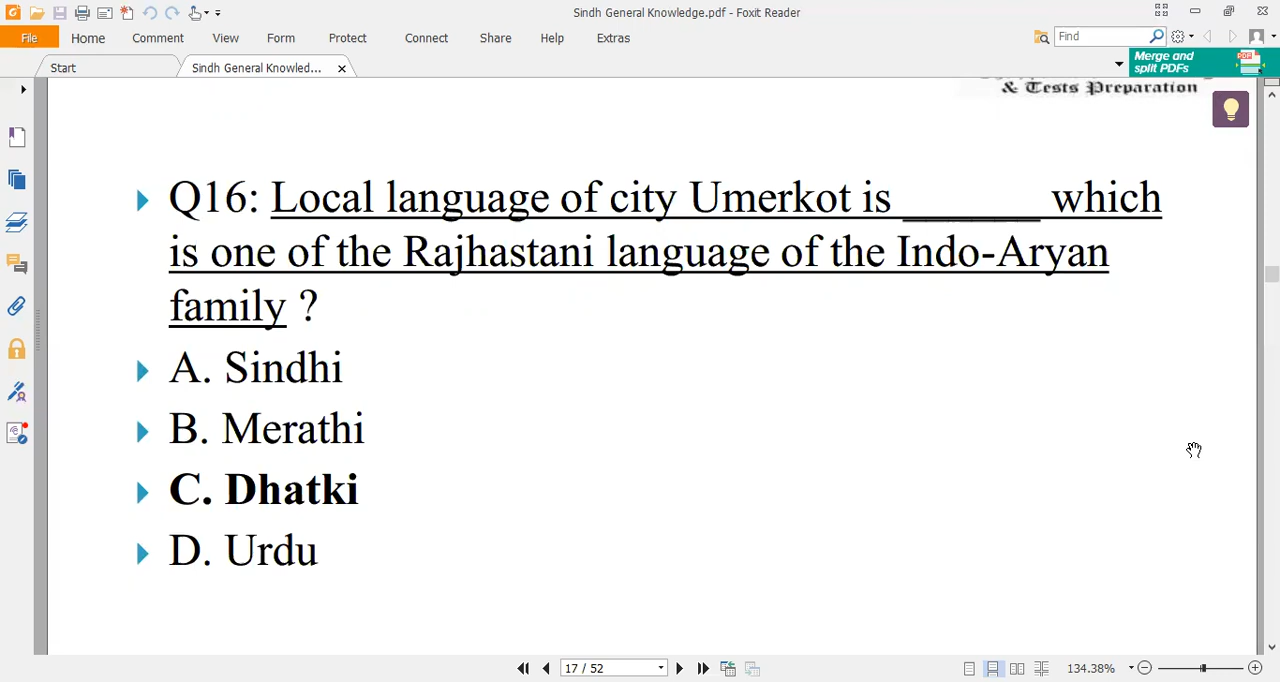 Sindh General Knowledge.pdf - Foxit Reader
File Home Comment View Form Protect Connect Share Help Extras Find
Start Sindh General Knowled... Merge and split PDFs
& Tests Preparation
Q16: Local language of city Umerkot is _______ which
is one of the Rajhastani language of the Indo-Aryan
family ?
A. Sindhi
B. Merathi
C. Dhatki
D. Urdu
17 / 52 134.38%